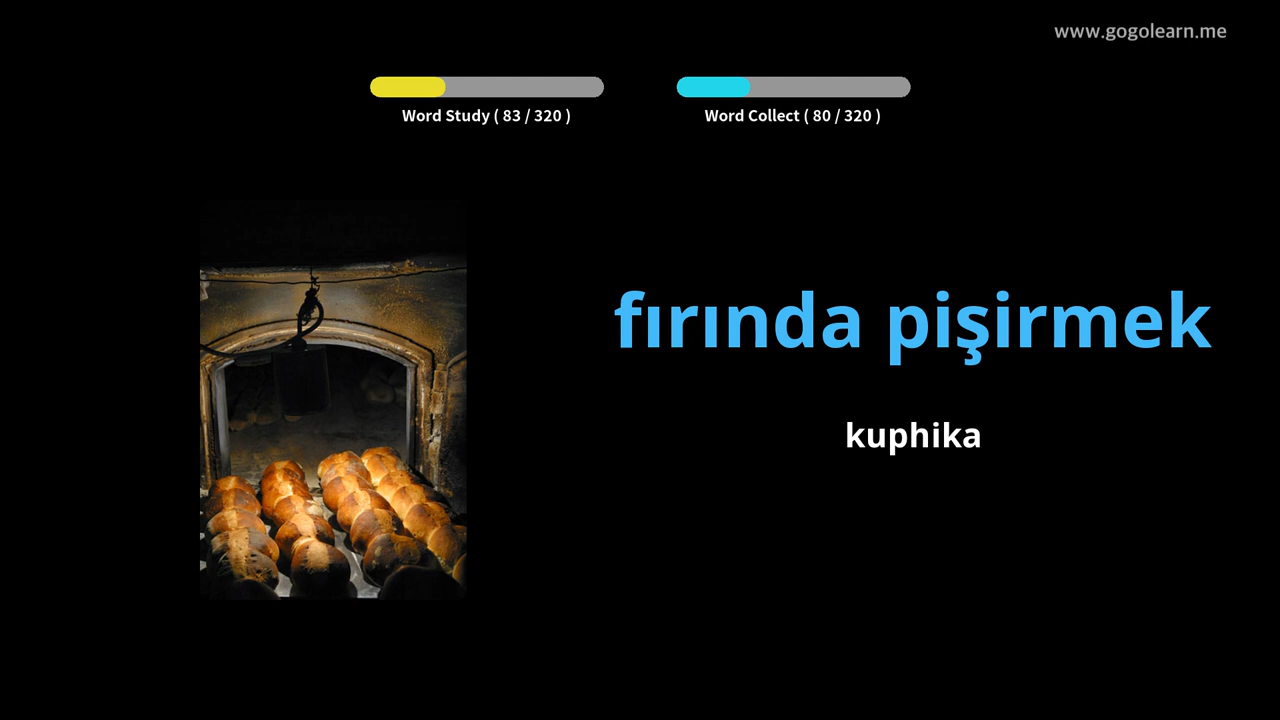 www.gogolearn.me
Word Study ( 83 / 320 )
Word Collect ( 80 / 320 )
fırında pişirmek
kuphika